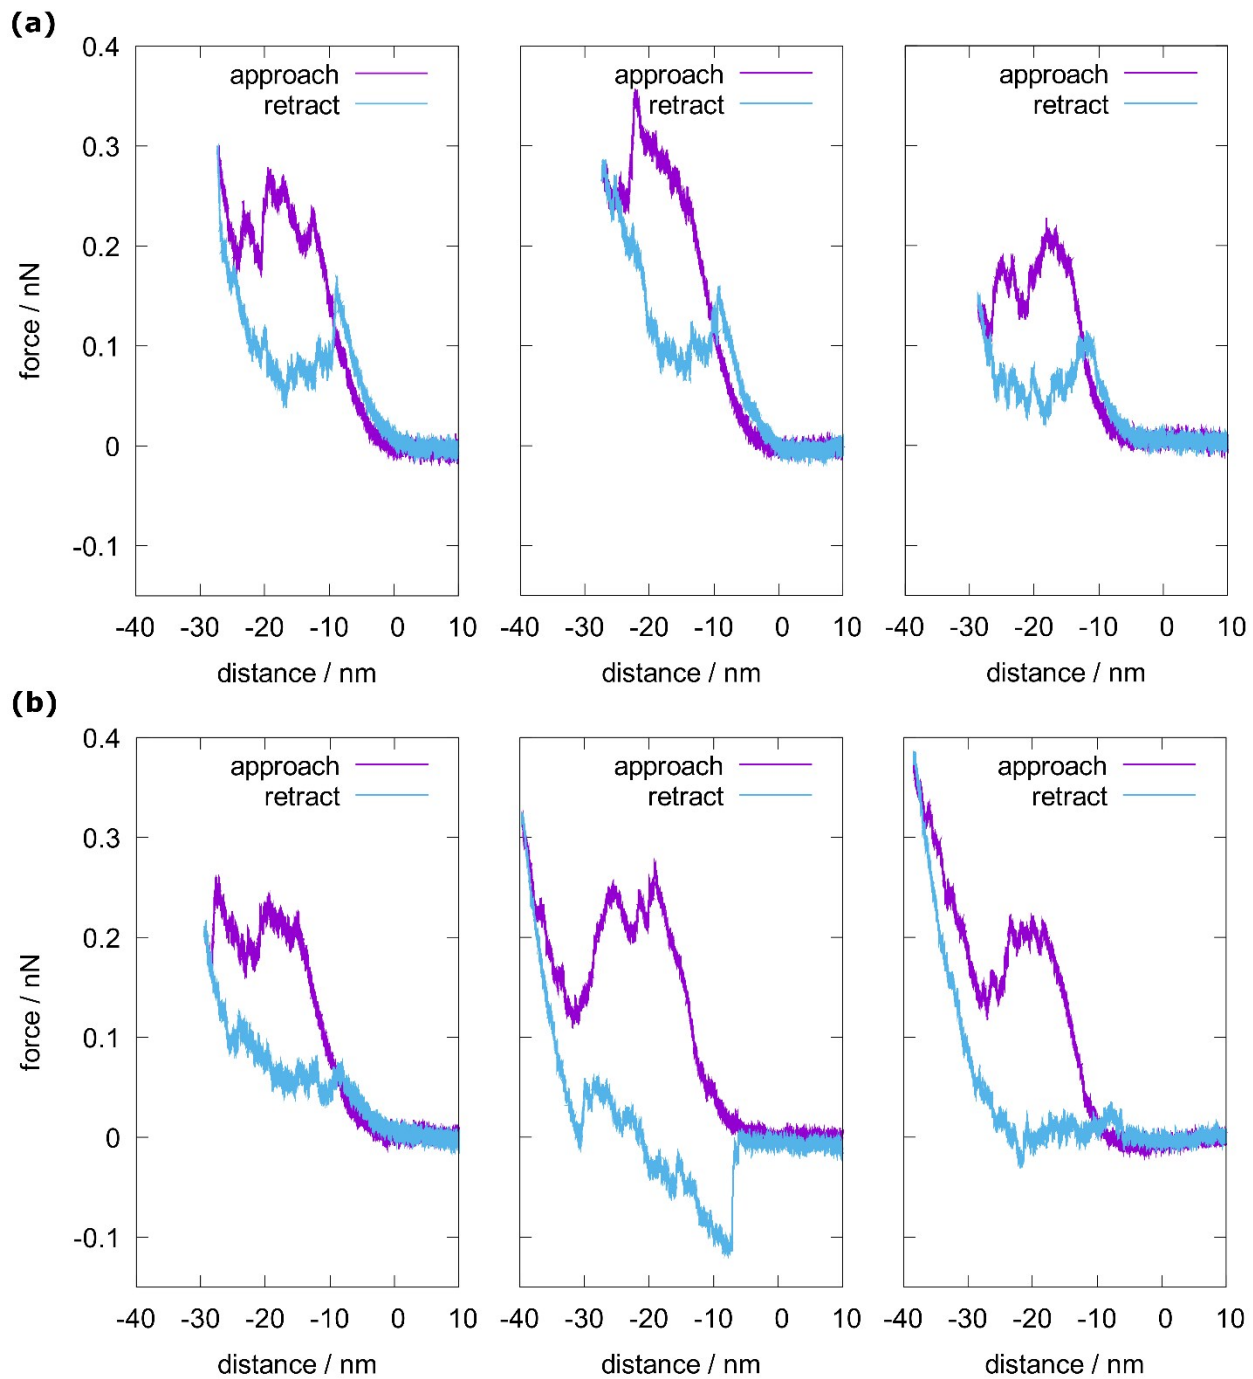 (a)
0.4
0.3
0.2
0.1
0
-0.1
force / nN
approach
retract
approach
retract
approach
retract
-40 -30 -20 -10 0 10
-40 -30 -20 -10 0 10
-40 -30 -20 -10 0 10
distance / nm
distance / nm
distance / nm
(b)
0.4
0.3
0.2
0.1
0
-0.1
force / nN
approach
retract
approach
retract
approach
retract
-40 -30 -20 -10 0 10
-40 -30 -20 -10 0 10
-40 -30 -20 -10 0 10
distance / nm
distance / nm
distance / nm